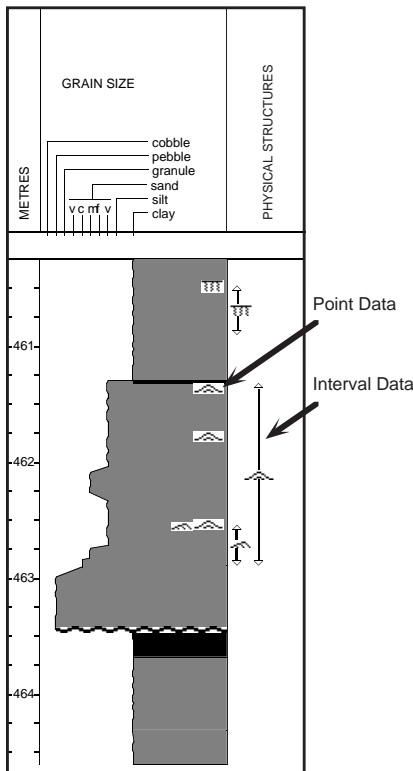 GRAIN SIZE
METRES
PHYSICAL STRUCTURES
cobble
pebble
granule
sand
v c m f v
silt
clay
Point Data
461
Interval Data
462
463
464